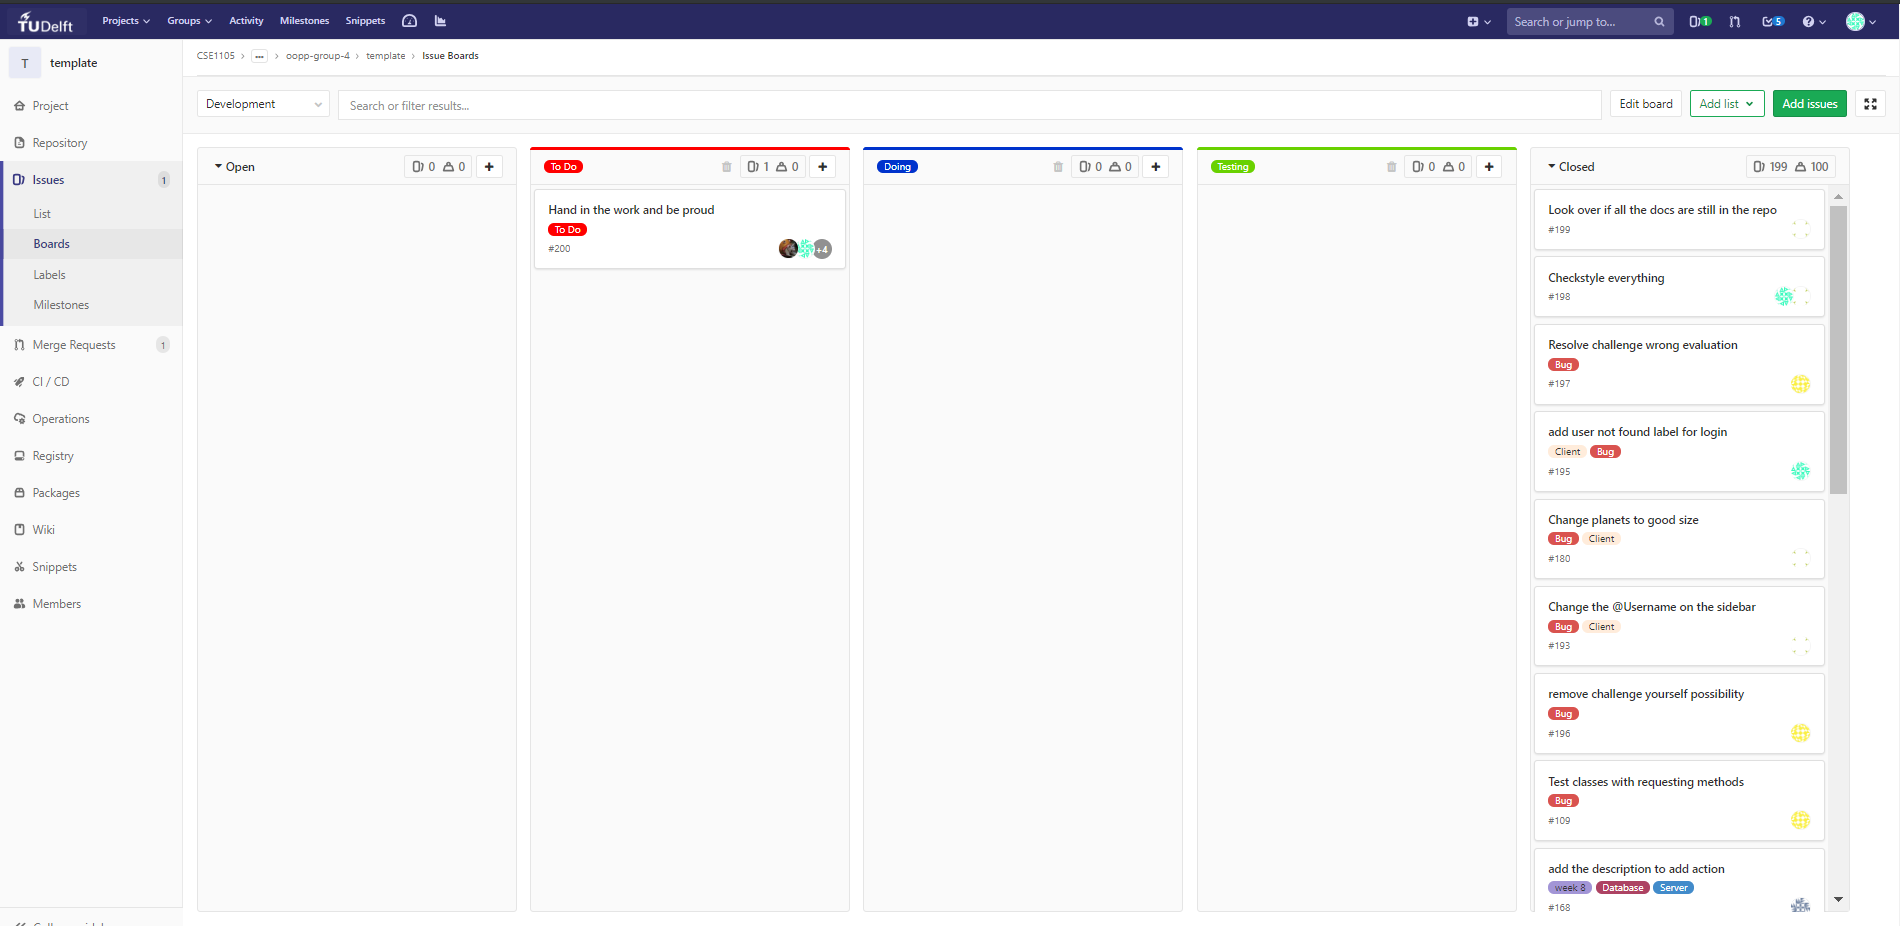 TU Delft Projects Groups Activity Milestones Snippets Search or jump to... 1 5
T template
CSE1105 > ... > oopp-group-4 > template > Issue Boards
Development Search or filter results... Edit board Add list Add issues
Project
Repository
Issues 1
List
Boards
Labels
Milestones
Merge Requests 1
CI / CD
Operations
Registry
Packages
Wiki
Snippets
Members
Open 0 0
To Do 1 0
Hand in the work and be proud
To Do
#200 +4
Doing 0 0
Testing 0 0
Closed 199 100
Look over if all the docs are still in the repo
#199
Checkstyle everything
#198
Resolve challenge wrong evaluation
Bug
#197
add user not found label for login
Client Bug
#195
Change planets to good size
Bug Client
#180
Change the @Username on the sidebar
Bug Client
#193
remove challenge yourself possibility
Bug
#196
Test classes with requesting methods
Bug
#109
add the description to add action
week 8 Database Server
#168